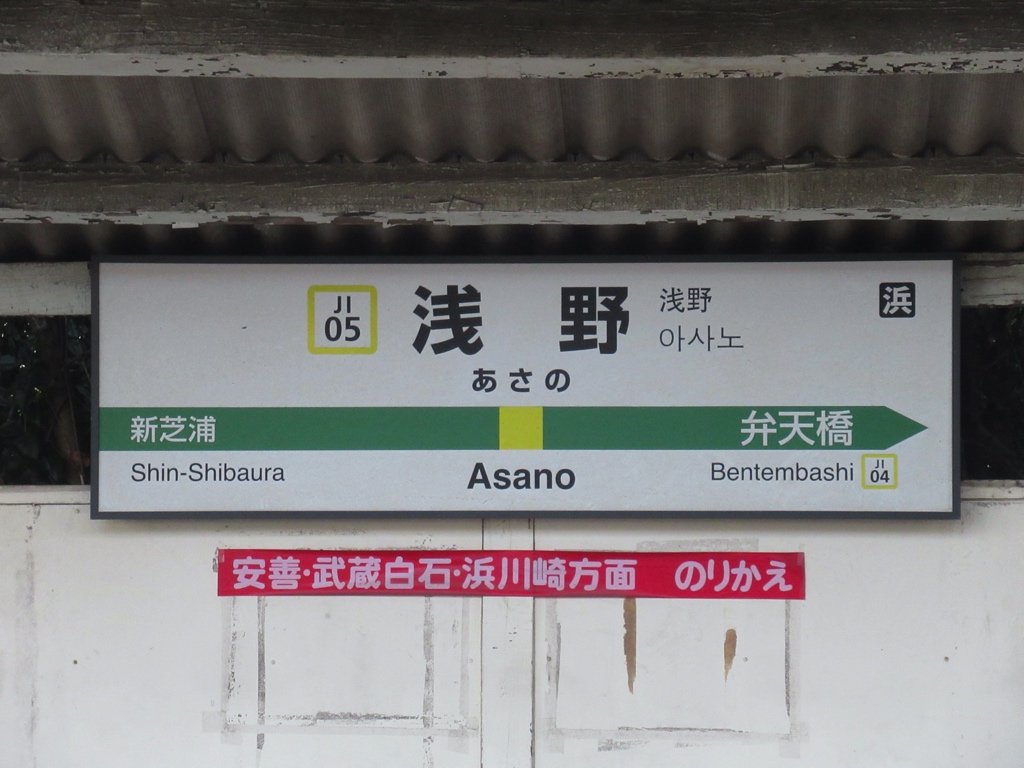 JI
05
浅野
浅野
아사노
浜
あさの
新芝浦
弁天橋
Shin-Shibaura
Asano
Bentembashi
JI
04
安善・武蔵白石・浜川崎方面 のりかえ